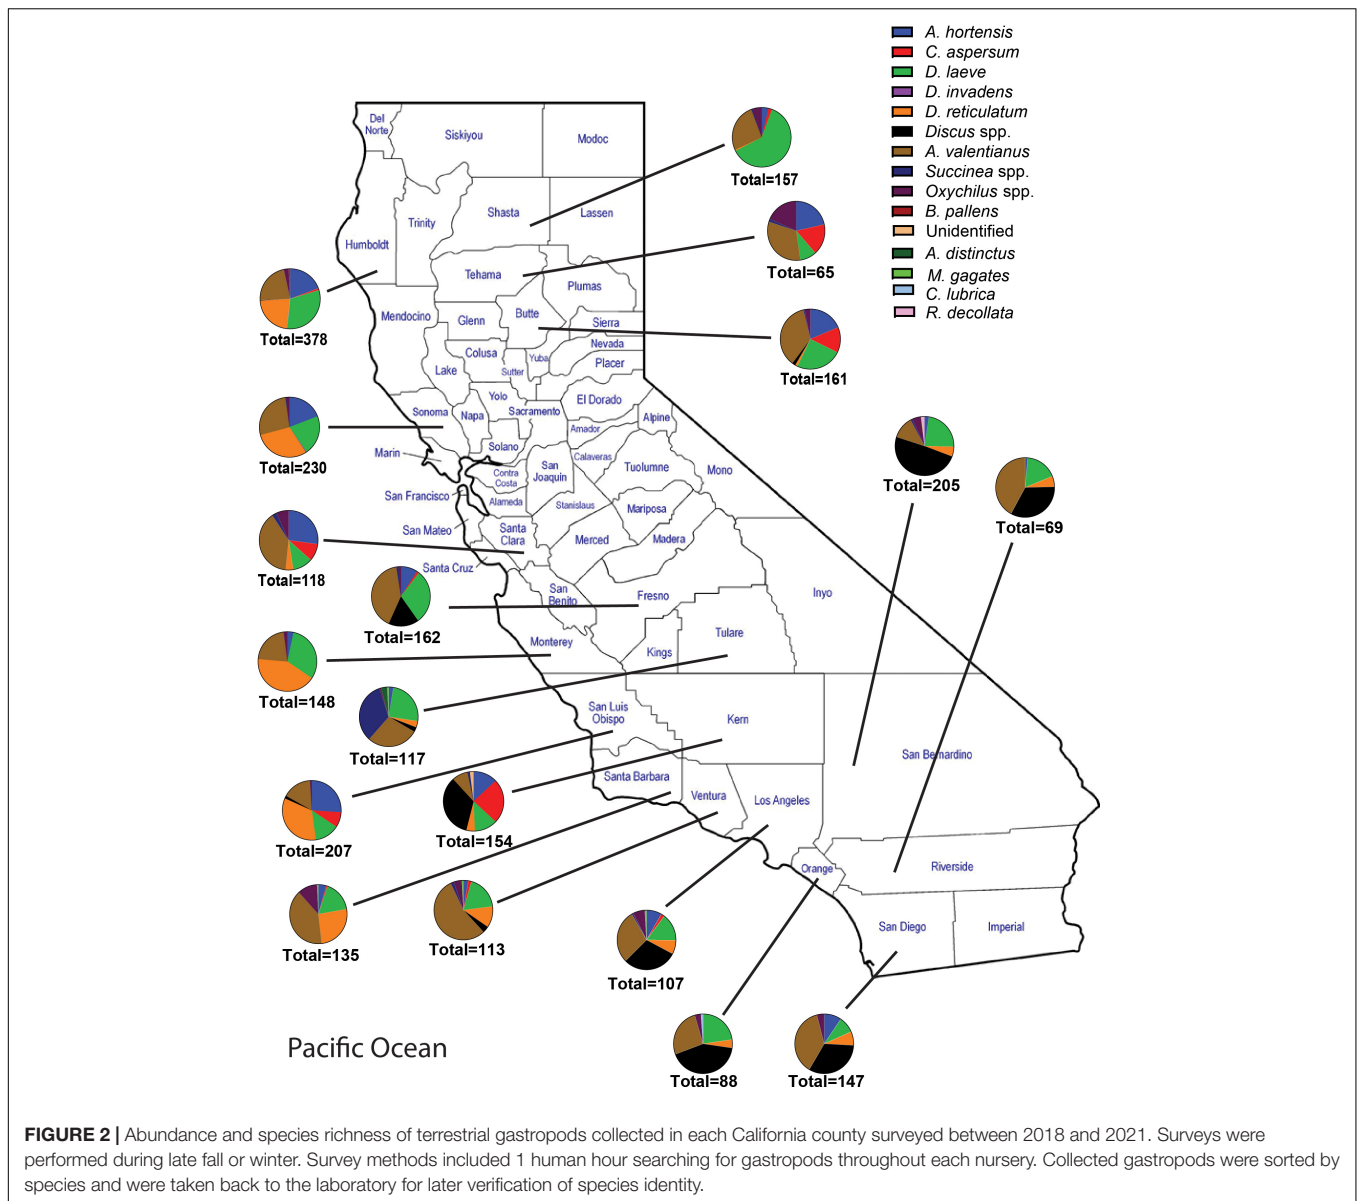 A. hortensis
C. aspersum
D. laeve
D. invadens
D. reticulatum
Discus spp.
A. valentianus
Succinea spp.
Oxychilus spp.
B. pallens
Unidentified
A. distinctus
M. gagates
C. lubrica
R. decollata
Del
Norte
Siskiyou
Modoc
Total=157
Trinity
Shasta
Lassen
Humboldt
Total=65
Tehama
Plumas
Total=378
Mendocino
Glenn
Butte
Sierra
Nevada
Colusa
Yuba
Placer
Lake
Sutter
Total=161
Yolo
El Dorado
Sonoma
Napa
Sacramento
Alpine
Amador
Total=230
Marin
Solano
Calaveras
Contra
Costa
San
Joaquin
Tuolumne
Mono
Total=205
San Francisco
Alameda
Stanislaus
Mariposa
San Mateo
Santa
Clara
Merced
Madera
Total=69
Santa Cruz
Total=118
San
Benito
Fresno
Inyo
Total=162
Monterey
Kings
Tulare
Total=148
San Luis
Obispo
Kern
Total=117
San Bernardino
Santa Barbara
Ventura
Los Angeles
Total=207
Total=154
Orange
Riverside
Total=135
Total=113
San Diego
Imperial
Total=107
Pacific Ocean
Total=88
Total=147
FIGURE 2 | Abundance and species richness of terrestrial gastropods collected in each California county surveyed between 2018 and 2021. Surveys were
performed during late fall or winter. Survey methods included 1 human hour searching for gastropods throughout each nursery. Collected gastropods were sorted by
species and were taken back to the laboratory for later verification of species identity.